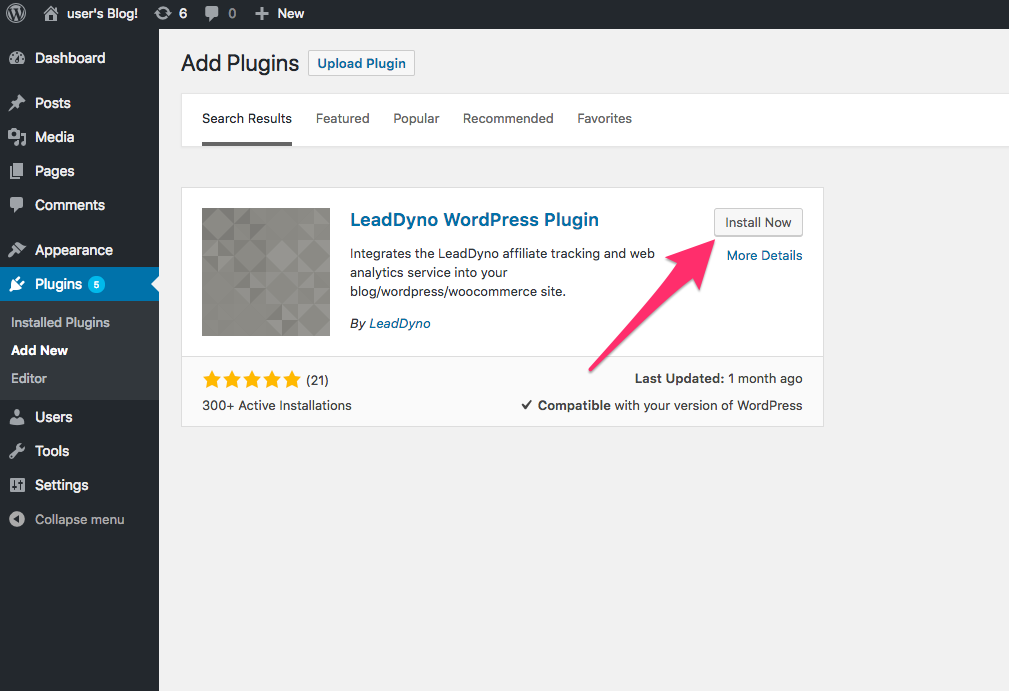 user's Blog! 6 0 New
Dashboard
Posts
Media
Pages
Comments
Appearance
Plugins 5
Installed Plugins
Add New
Editor
Users
Tools
Settings
Collapse menu
Add Plugins Upload Plugin
Search Results Featured Popular Recommended Favorites
LeadDyno WordPress Plugin
Install Now
More Details
Integrates the LeadDyno affiliate tracking and web
analytics service into your
blog/wordpress/woocommerce site.
By LeadDyno
(21)
300+ Active Installations
Last Updated: 1 month ago
Compatible with your version of WordPress